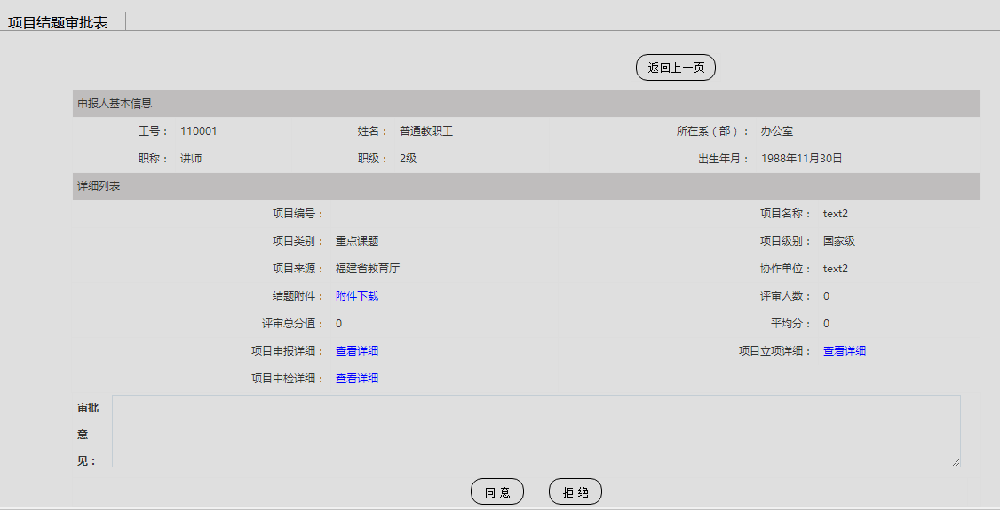 项目结题审批表
返回上一页
申报人基本信息
工号： 110001 姓名： 普通教职工 所在系（部）： 办公室
职称： 讲师 职级： 2级 出生年月： 1988年11月30日
详细列表
项目编号： 项目名称： text2
项目类别： 重点课题 项目级别： 国家级
项目来源： 福建省教育厅 协作单位： text2
结题附件： 附件下载 评审人数： 0
评审总分值： 0 平均分： 0
项目申报详细： 查看详细 项目立项详细： 查看详细
项目中检详细： 查看详细
审批
意
见：
同 意 拒 绝